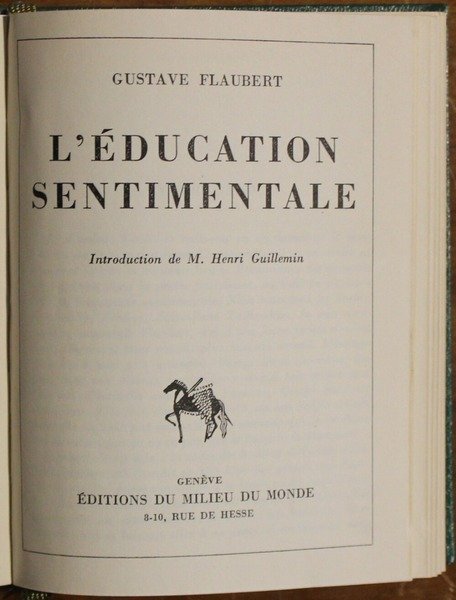 GUSTAVE FLAUBERT
L'ÉDUCATION
SENTIMENTALE
Introduction de M. Henri Guillemin
GENÈVE
ÉDITIONS DU MILIEU DU MONDE
8-10, RUE DE HESSE